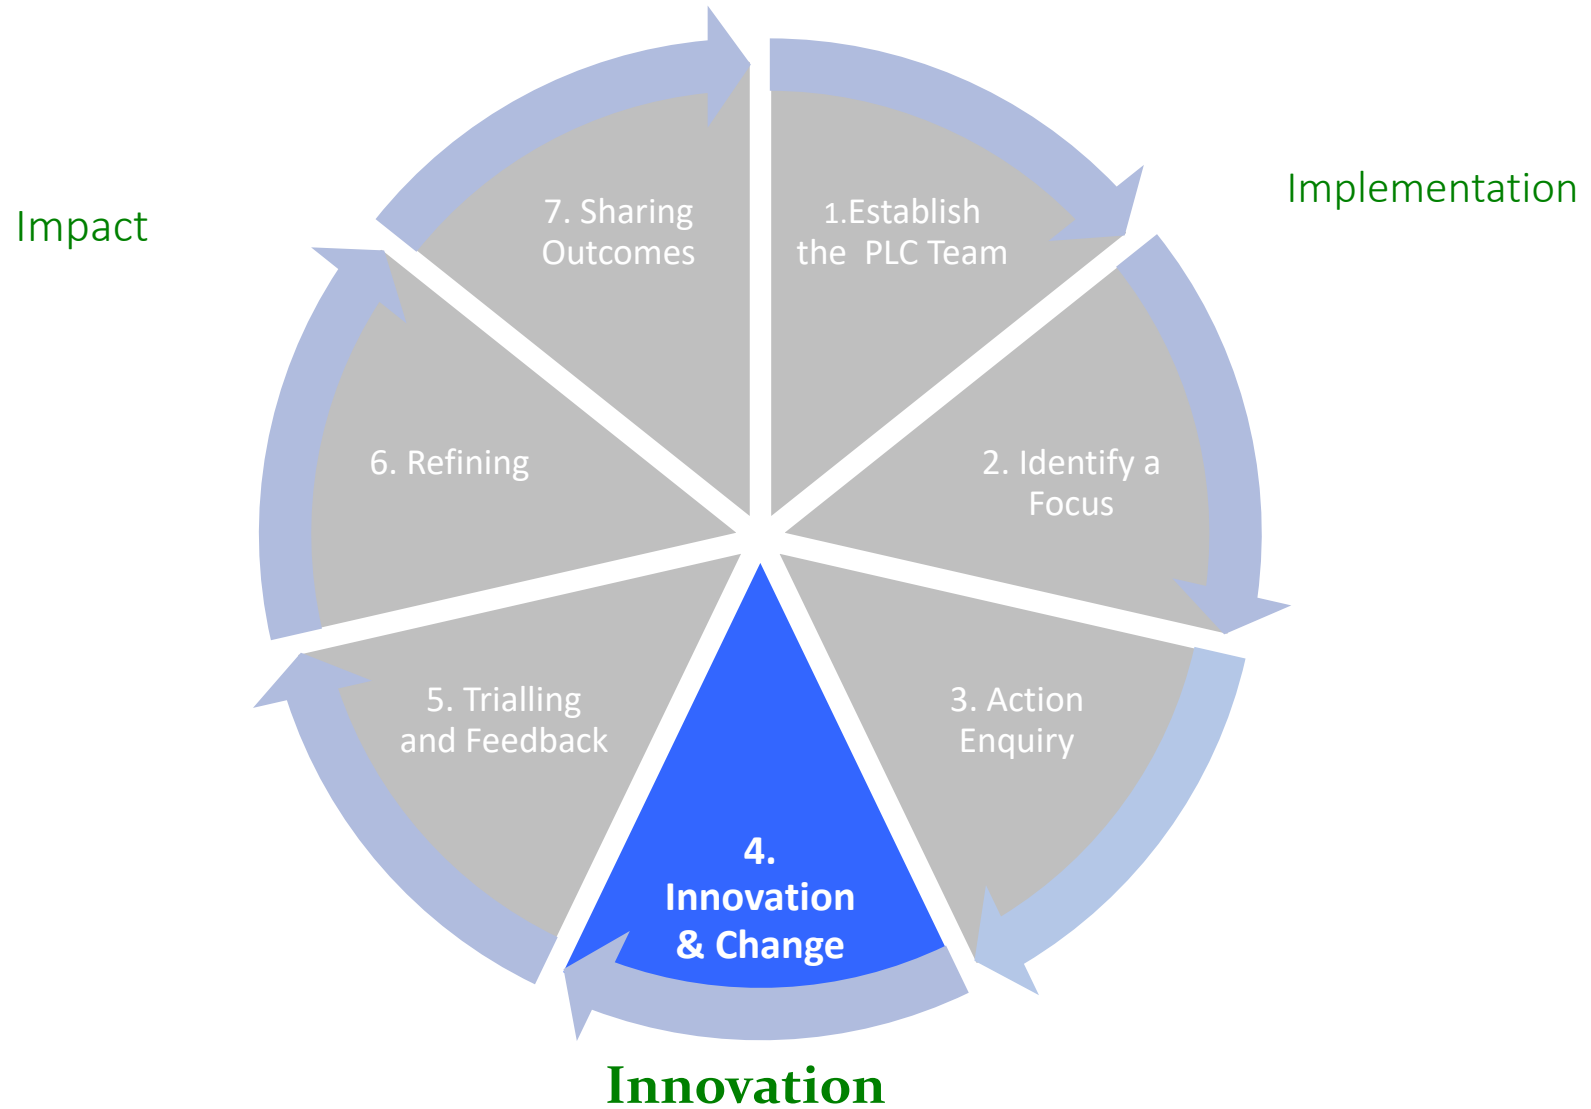 Impact
Implementation
7. Sharing
Outcomes
1.Establish
the  PLC Team
6. Refining
2. Identify a
Focus
5. Trialling
and Feedback
3. Action
Enquiry
4.
Innovation
& Change
Innovation